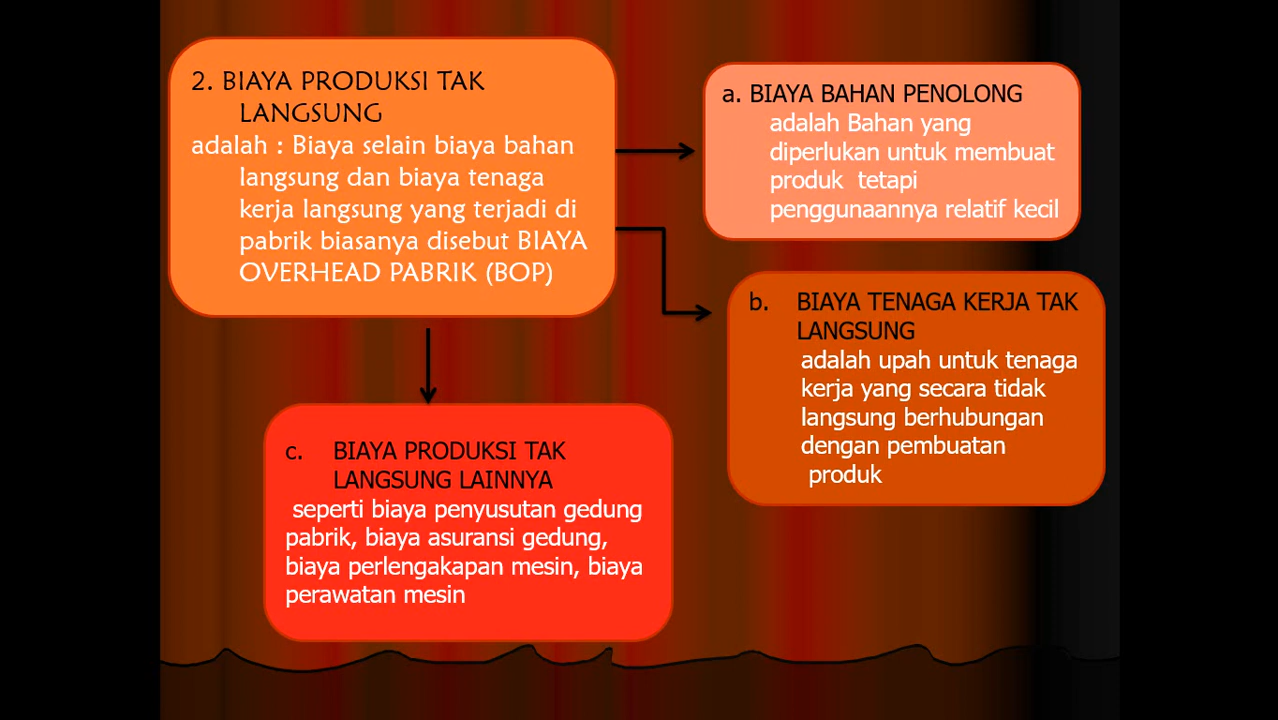 2. BIAYA PRODUKSI TAK
LANGSUNG
adalah : Biaya selain biaya bahan
langsung dan biaya tenaga
kerja langsung yang terjadi di
pabrik biasanya disebut BIAYA
OVERHEAD PABRIK (BOP)
a. BIAYA BAHAN PENOLONG
adalah Bahan yang
diperlukan untuk membuat
produk tetapi
penggunaannya relatif kecil
b. BIAYA TENAGA KERJA TAK
LANGSUNG
adalah upah untuk tenaga
kerja yang secara tidak
langsung berhubungan
dengan pembuatan
produk
c. BIAYA PRODUKSI TAK
LANGSUNG LAINNYA
seperti biaya penyusutan gedung
pabrik, biaya asuransi gedung,
biaya perlengakapan mesin, biaya
perawatan mesin